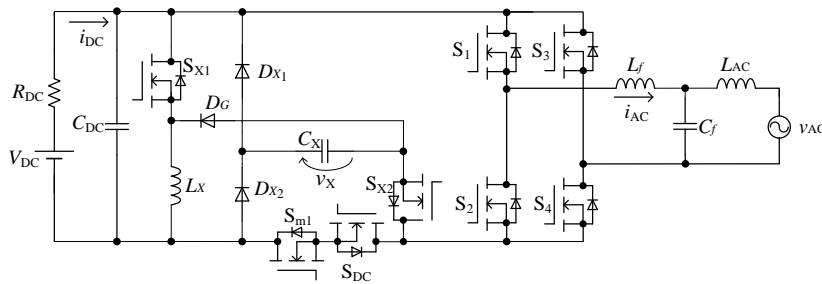 i_DC
S_X1
D_X1
S_1
S_3
L_f
L_AC
R_DC
C_DC
D_G
i_AC
C_X
C_f
v_AC
V_DC
v_X
S_X2
L_X
D_X2
S_2
S_4
S_m1
S_DC